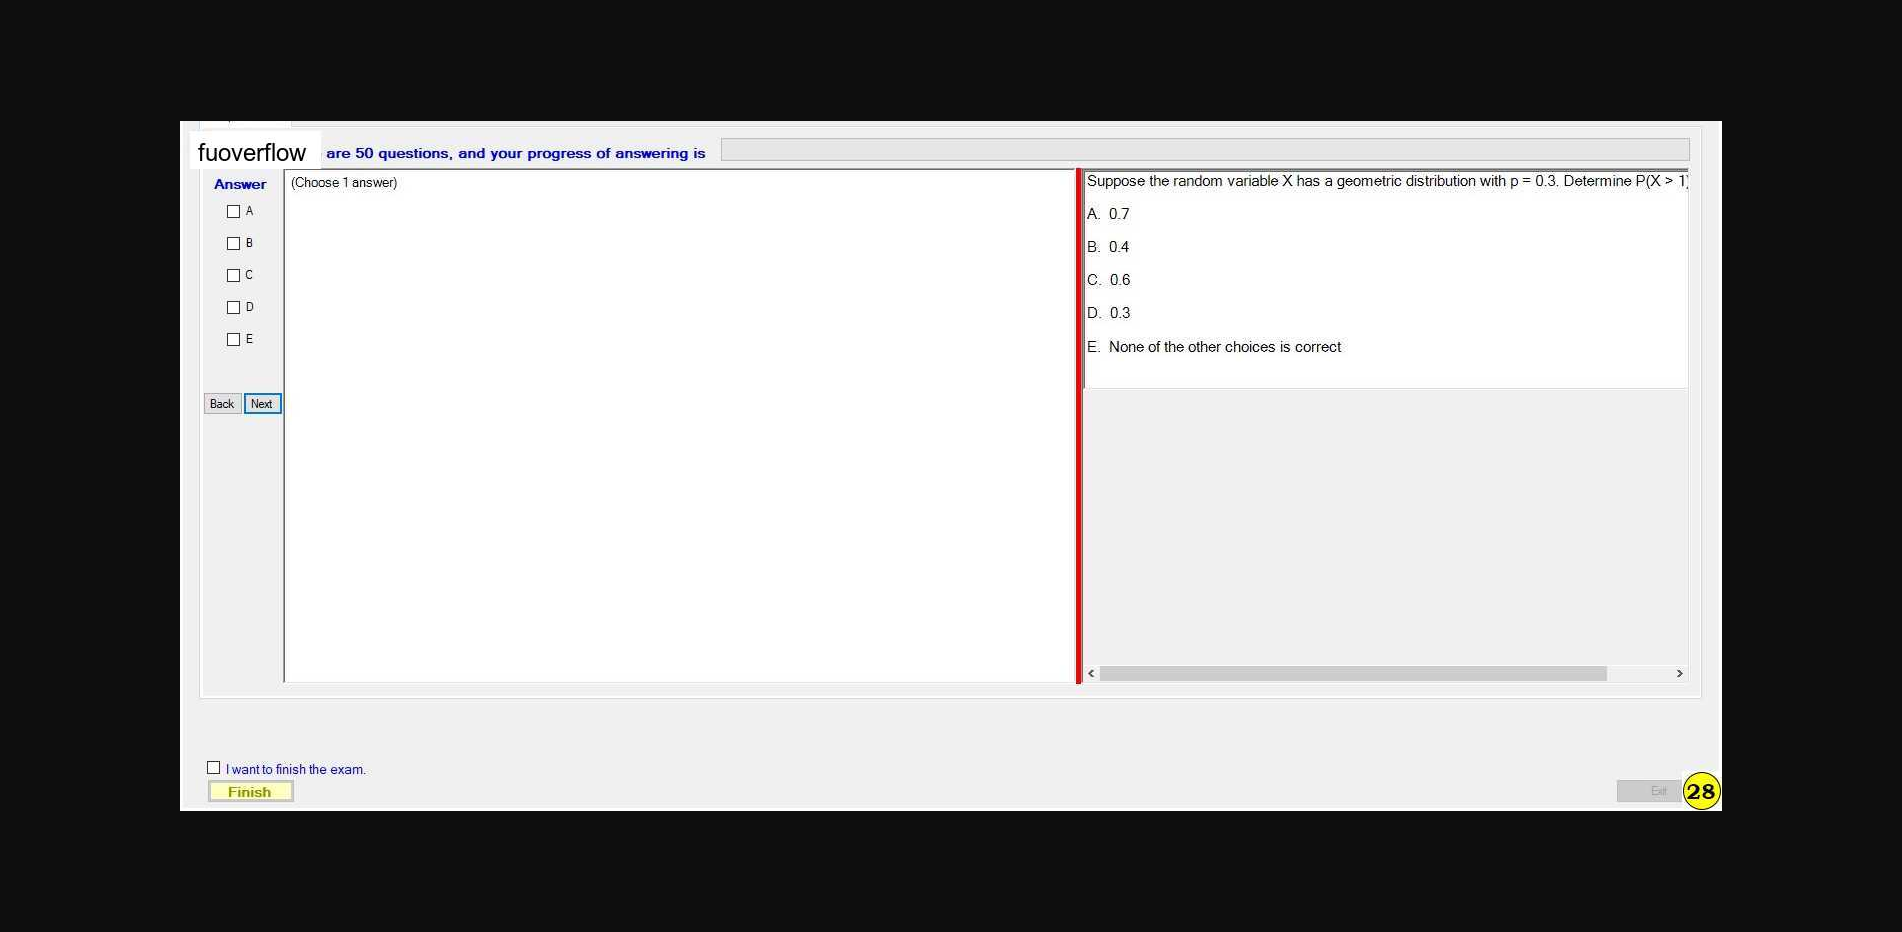 fuoverflow are 50 questions, and your progress of answering is
Answer
A
B
C
D
E
Back Next
(Choose 1 answer)
Suppose the random variable X has a geometric distribution with p = 0.3. Determine P(X > 1)
A. 0.7
B. 0.4
C. 0.6
D. 0.3
E. None of the other choices is correct
I want to finish the exam.
Finish
Exit
28